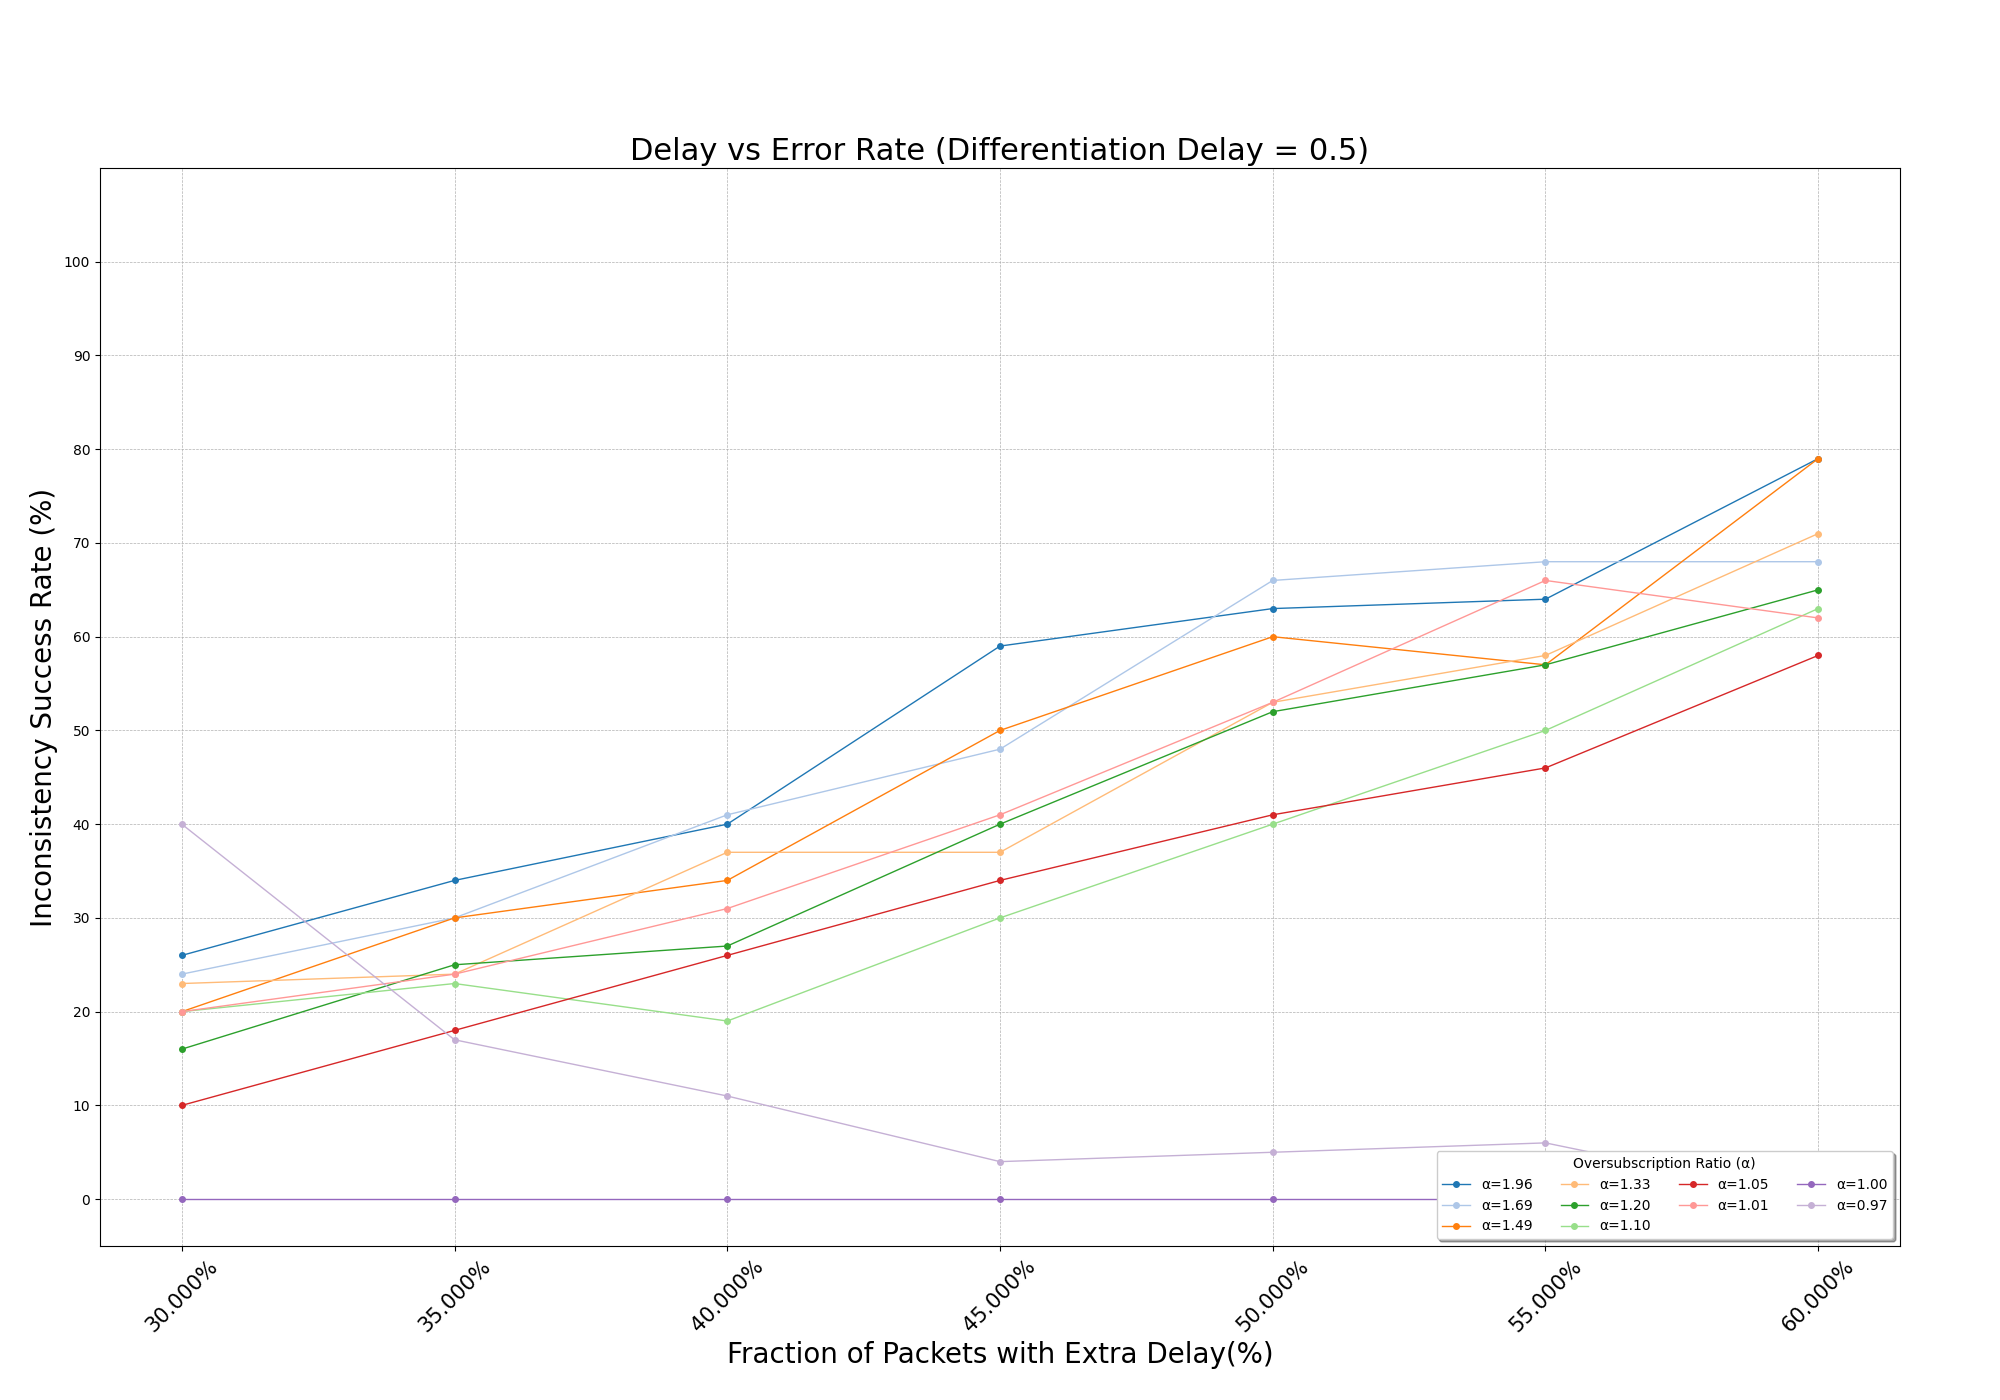 Delay vs Error Rate (Differentiation Delay = 0.5)
Inconsistency Success Rate (%)
100
90
80
70
60
50
40
30
20
10
0
Oversubscription Ratio (α)
α=1.96
α=1.69
α=1.49
α=1.33
α=1.20
α=1.10
α=1.05
α=1.01
α=1.00
α=0.97
30.000%
35.000%
40.000%
45.000%
50.000%
55.000%
60.000%
Fraction of Packets with Extra Delay(%)